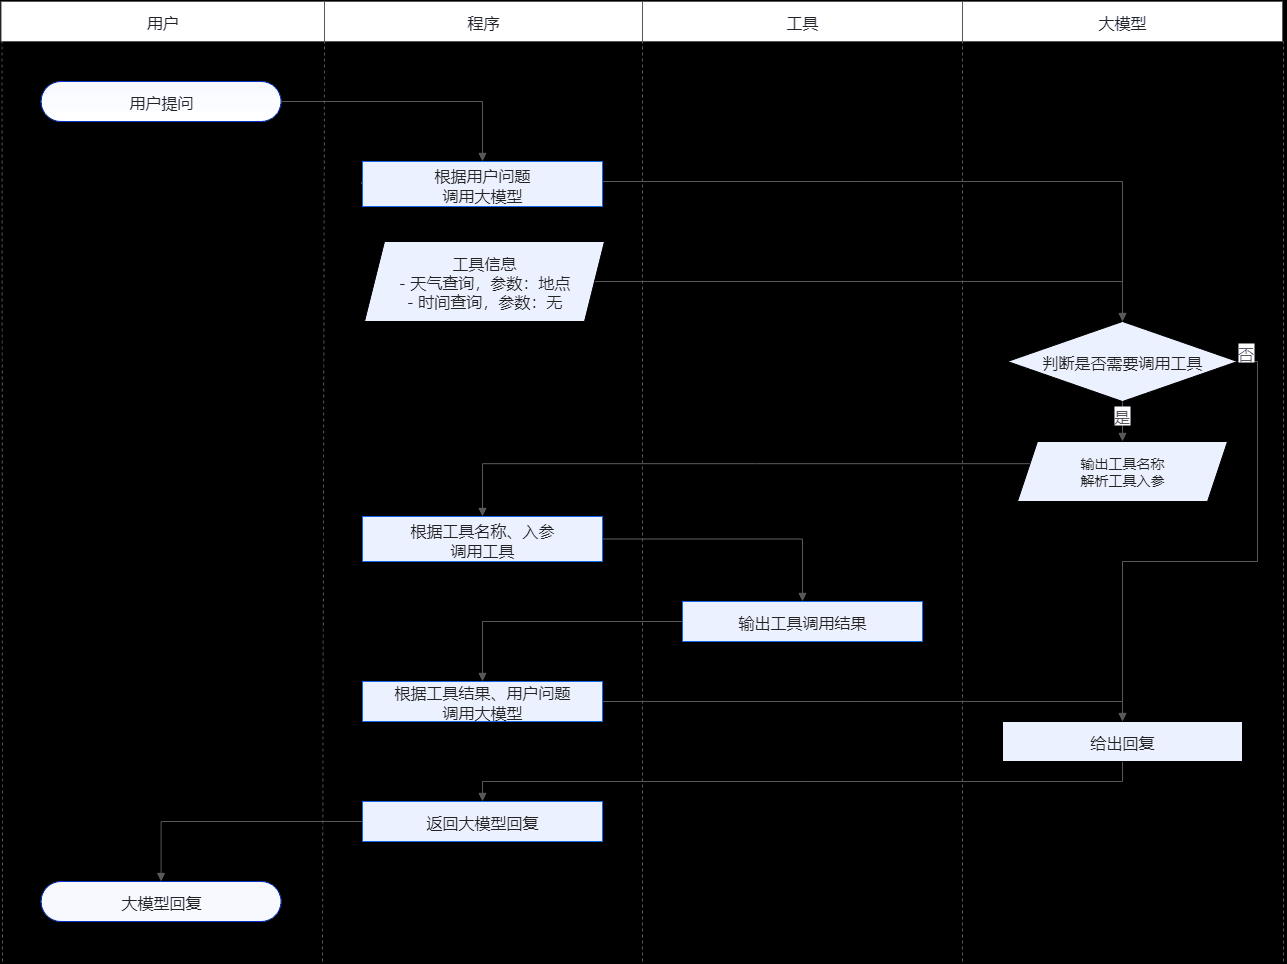 用户
程序
工具
大模型
用户提问
根据用户问题
调用大模型
工具信息
- 天气查询，参数：地点
- 时间查询，参数：无
判断是否需要调用工具
否
是
输出工具名称
解析工具入参
根据工具名称、入参
调用工具
输出工具调用结果
根据工具结果、用户问题
调用大模型
给出回复
返回大模型回复
大模型回复